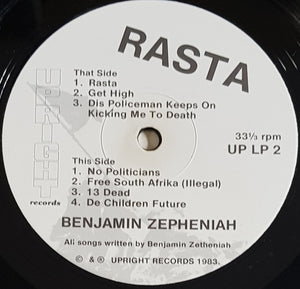 RASTA
UPRIGHT
records
That Side
1. Rasta
2. Get High
3. Dis Policeman Keeps On
Kicking Me To Death
33⅓ rpm
UP LP 2
This Side
1. No Politicians
2. Free South Afrika (Illegal)
3. 13 Dead
4. De Children Future
BENJAMIN ZEPHENIAH
All songs written by Benjamin Zetheniah
© & ℗ UPRIGHT RECORDS 1983.